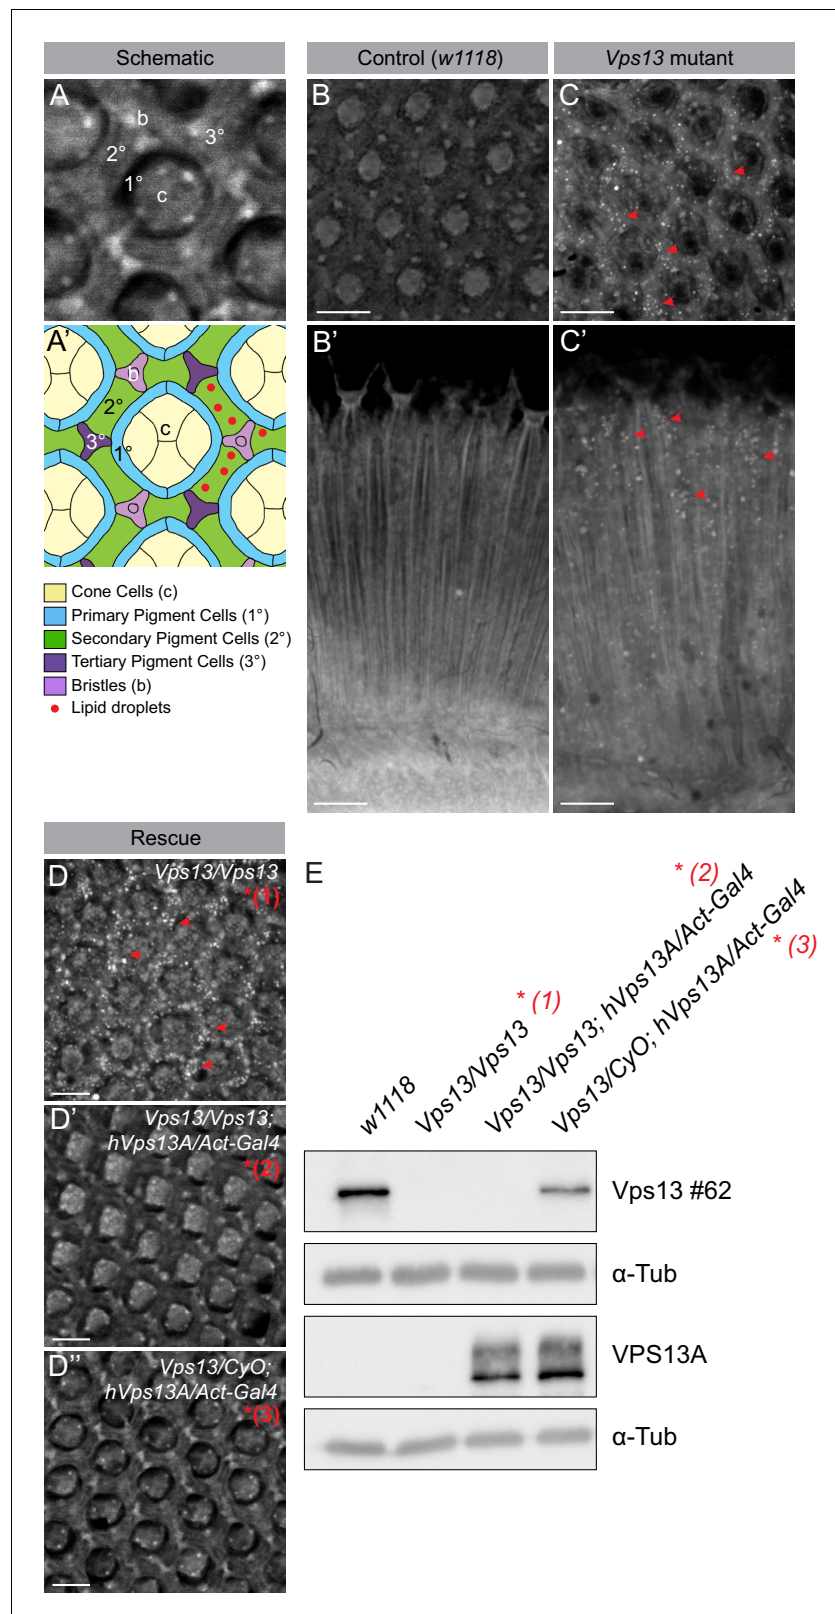 Schematic
Control (w1118)
Vps13 mutant
A
b
3°
2°
1°
c
B
C
A'
b
2°
c
3°
1°
B'
C'
Cone Cells (c)
Primary Pigment Cells (1°)
Secondary Pigment Cells (2°)
Tertiary Pigment Cells (3°)
Bristles (b)
Lipid droplets
Rescue
D
Vps13/Vps13
*(1)
D'
Vps13/Vps13;
hVps13A/Act-Gal4
*(2)
D''
Vps13/CyO;
hVps13A/Act-Gal4
*(3)
E
w1118
Vps13/Vps13
* (1)
Vps13/Vps13; hVps13A/Act-Gal4
* (2)
Vps13/CyO; hVps13A/Act-Gal4
* (3)
Vps13 #62
α-Tub
VPS13A
α-Tub